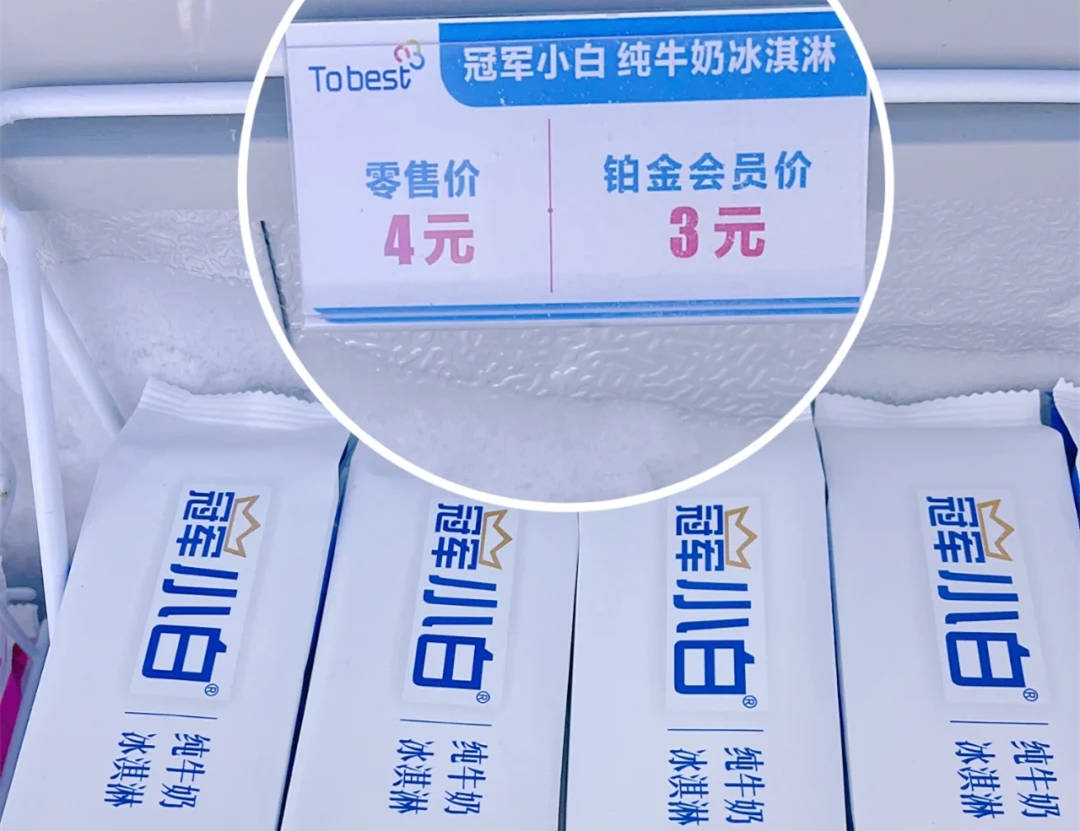 Tobest
冠军小白 纯牛奶冰淇淋
零售价
4元
铂金会员价
3元
冠军
小白®
纯牛奶
冰淇淋
冠军
小白®
纯牛奶
冰淇淋
冠军
小白®
纯牛奶
冰淇淋
冠军
小白®
纯牛奶
冰淇淋